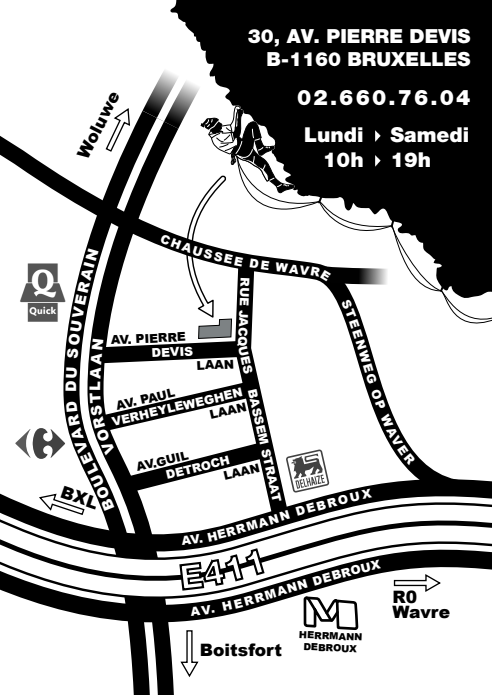 30, AV. PIERRE DEVIS
B-1160 BRUXELLES
02.660.76.04
Lundi Samedi
10h 19h
Woluwe
CHAUSSEE DE WAVRE
Q
Quick
BOULEVARD DU SOUVERAIN
VORSTLAAN
RUE JACQUES
BASSEM STRAAT
STEENWEG OP WAVER
AV. PIERRE
DEVIS
LAAN
AV. PAUL
VERHEYLEWEGHEN
LAAN
AV.GUIL
DETROCH
LAAN
DELHAIZE
BXL
AV. HERRMANN DEBROUX
E411
AV. HERRMANN DEBROUX
R0
Wavre
M
HERRMANN
DEBROUX
Boitsfort